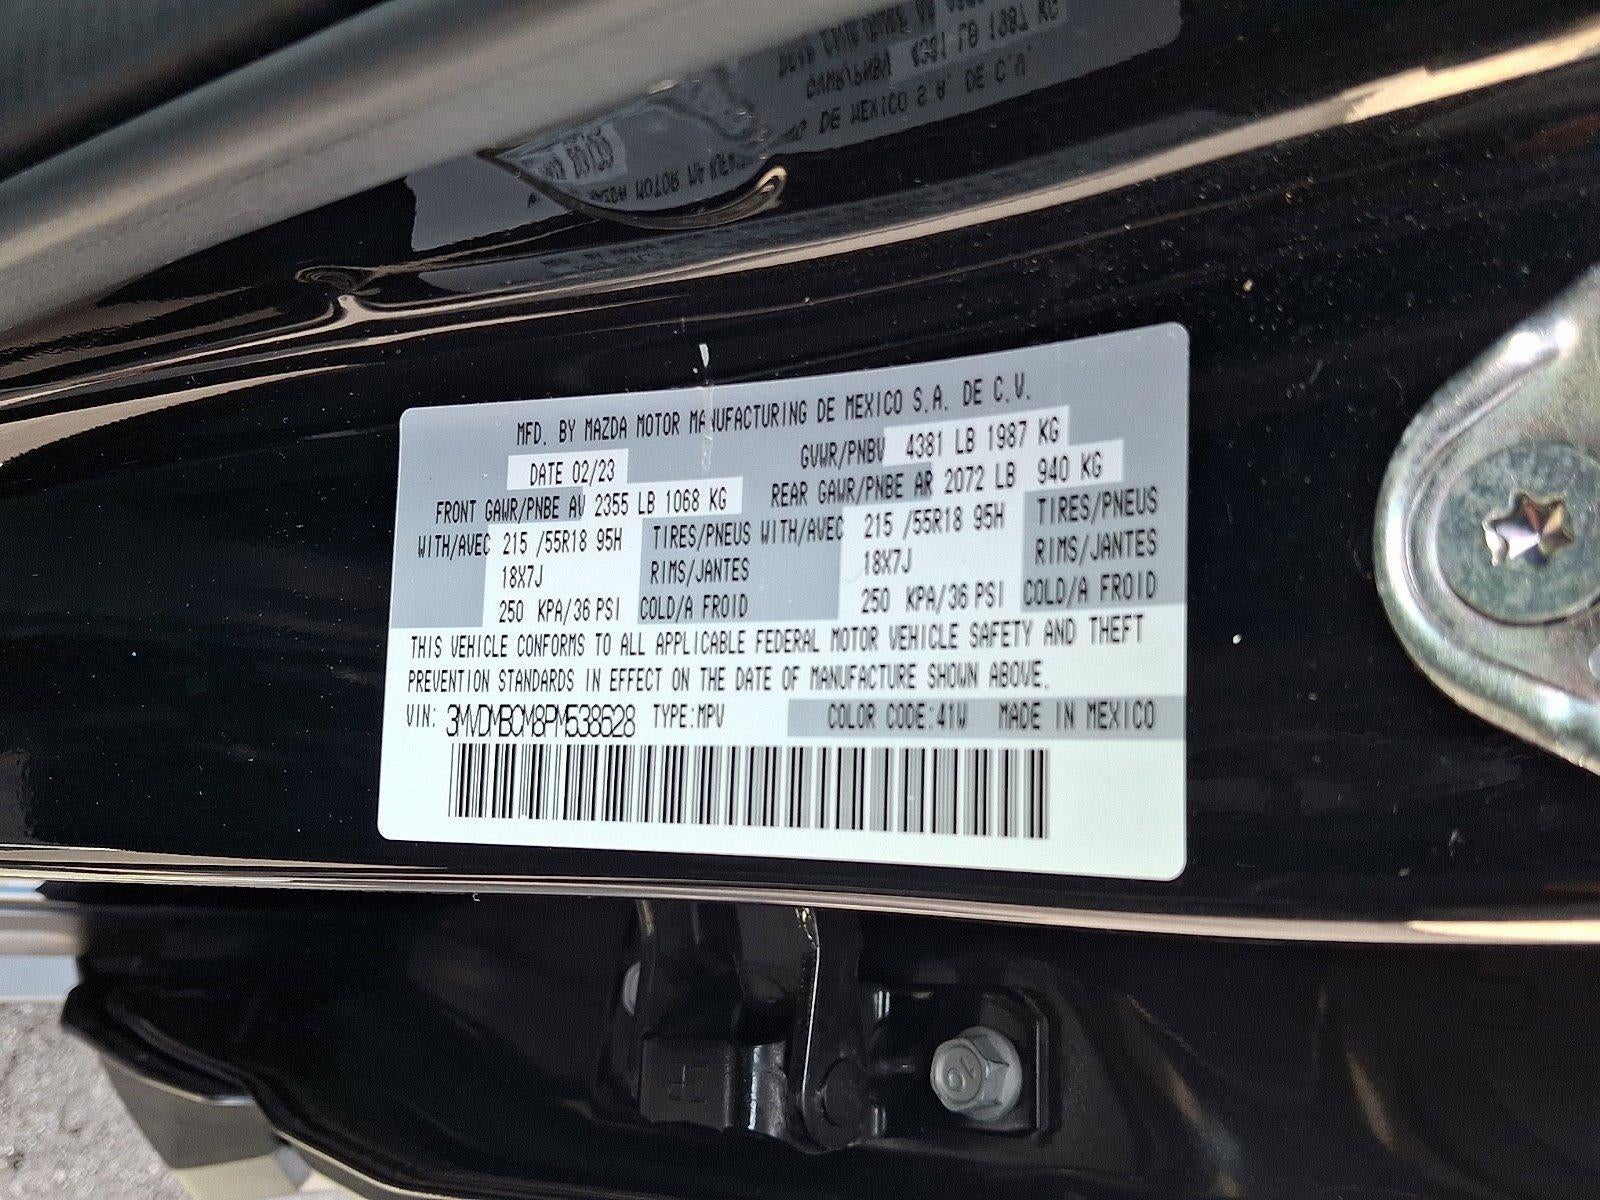 MFD. BY MAZDA MOTOR MANUFACTURING DE MEXICO S.A. DE C.V.
DATE 02/23 GVWR/PNBV 4381 LB 1987 KG
FRONT GAWR/PNBE AV 2355 LB 1068 KG REAR GAWR/PNBE AR 2072 LB 940 KG
WITH/AVEC 215 /55R18 95H TIRES/PNEUS WITH/AVEC 215 /55R18 95H TIRES/PNEUS
18X7J RIMS/JANTES 18X7J RIMS/JANTES
250 KPA/36 PSI COLD/A FROID 250 KPA/36 PSI COLD/A FROID
THIS VEHICLE CONFORMS TO ALL APPLICABLE FEDERAL MOTOR VEHICLE SAFETY AND THEFT
PREVENTION STANDARDS IN EFFECT ON THE DATE OF MANUFACTURE SHOWN ABOVE.
VIN: 3MVDMBCM8PM538628 TYPE:MPV COLOR CODE:41W MADE IN MEXICO